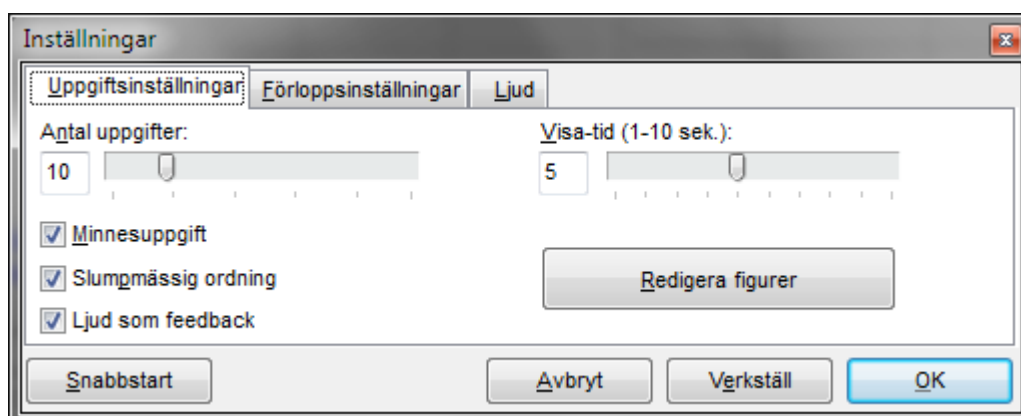 Inställningar
Uppgiftsinställningar Förloppsinställningar Ljud
Antal uppgifter: Visa-tid (1-10 sek.):
10 5
Minnesuppgift
Slumpmässig ordning Redigera figurer
Ljud som feedback
Snabbstart Avbryt Verkställ OK